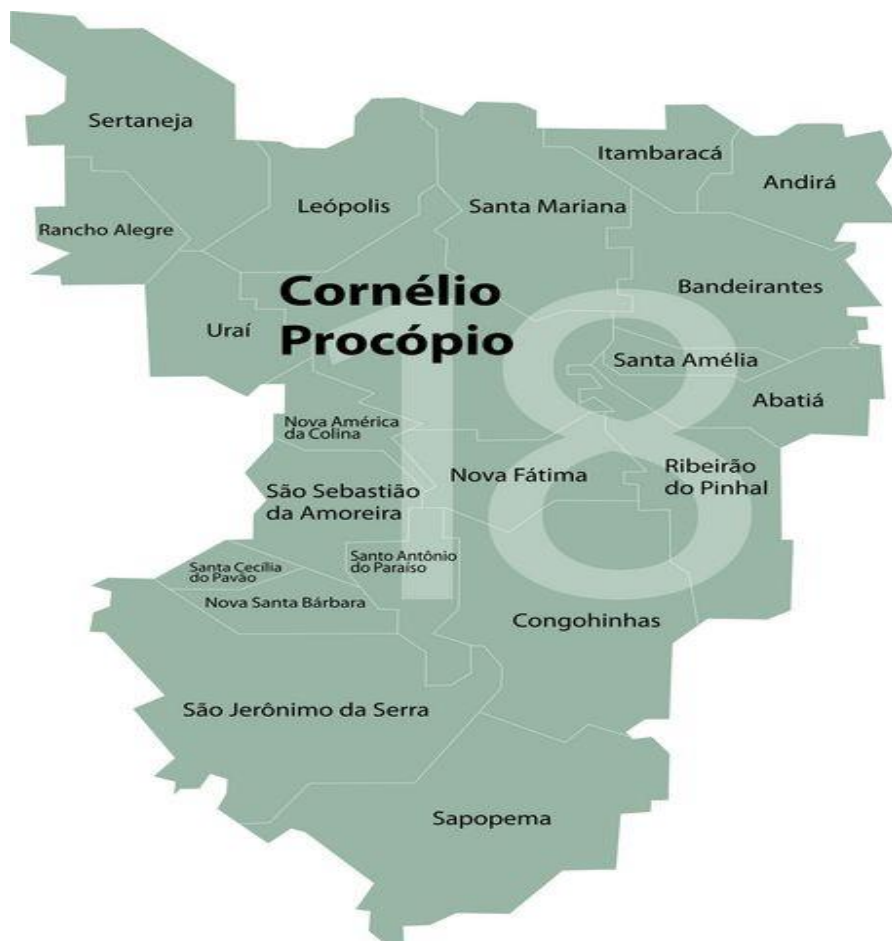 Sertaneja
Itambaracá
Andirá
Leópolis
Santa Mariana
Rancho Alegre
Cornélio
Procópio
18
Bandeirantes
Uraí
Santa Amélia
Abatiá
Nova América
da Colina
Nova Fátima
Ribeirão
do Pinhal
São Sebastião
da Amoreira
Santo Antônio
do Paraíso
Santa Cecília
do Pavão
Nova Santa Bárbara
Congohinhas
São Jerônimo da Serra
Sapopema